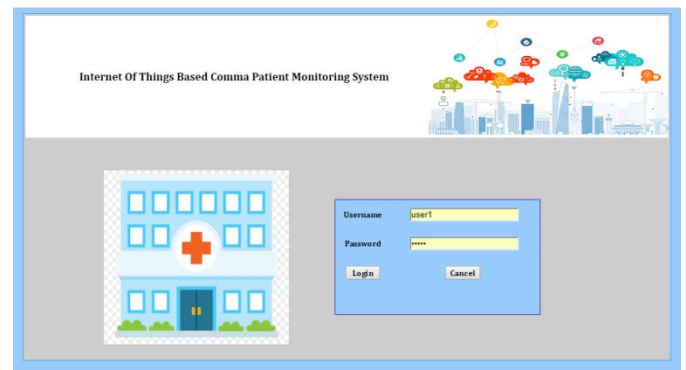 Internet Of Things Based Comma Patient Monitoring System
Username user1
Password •••••
Login Cancel